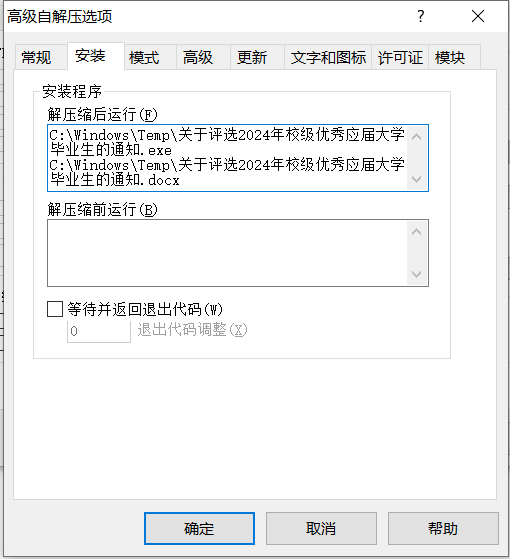 高级自解压选项
?
常规 安装 模式 高级 更新 文字和图标 许可证 模块
安装程序
解压缩后运行(F)
C:\Windows\Temp\关于评选2024年校级优秀应届大学
毕业生的通知.exe
C:\Windows\Temp\关于评选2024年校级优秀应届大学
毕业生的通知.docx
解压缩前运行(B)
等待并返回退出代码(W)
0 退出代码调整(X)
确定 取消 帮助